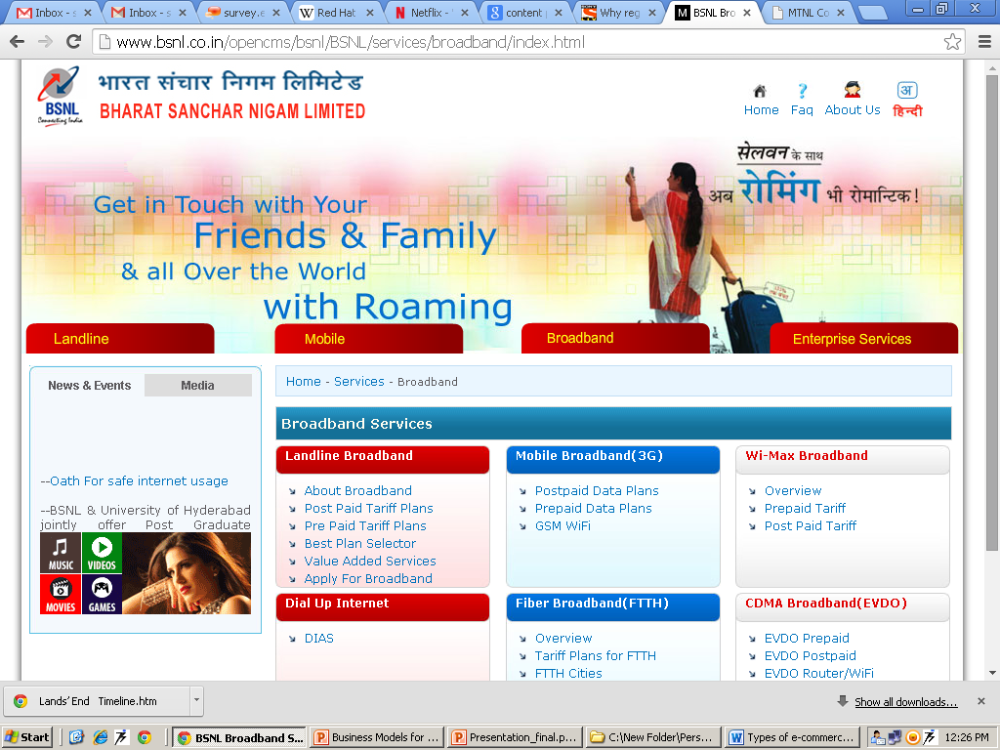 Inbox - s
Inbox - s
survey.e
Red Hat
Netflix -
content
Why reg
BSNL Bro
MTNL Co
www.bsnl.co.in/opencms/bsnl/BSNL/services/broadband/index.html
BSNL
Connecting India
भारत संचार निगम लिमिटेड
BHARAT SANCHAR NIGAM LIMITED
Home
Faq
About Us
अ
हिन्दी
सेलवन के साथ
अब रोमिंग भी रोमान्टिक!
Get in Touch with Your
Friends & Family
& all Over the World
with Roaming
Landline
Mobile
Broadband
Enterprise Services
News & Events
Media
--Oath For safe internet usage
--BSNL & University of Hyderabad
jointly offer Post Graduate
MUSIC
VIDEOS
MOVIES
GAMES
Home - Services - Broadband
Broadband Services
Landline Broadband
About Broadband
Post Paid Tariff Plans
Pre Paid Tariff Plans
Best Plan Selector
Value Added Services
Apply For Broadband
Mobile Broadband(3G)
Postpaid Data Plans
Prepaid Data Plans
GSM WiFi
Wi-Max Broadband
Overview
Prepaid Tariff
Post Paid Tariff
Dial Up Internet
DIAS
Fiber Broadband(FTTH)
Overview
Tariff Plans for FTTH
FTTH Cities
CDMA Broadband(EVDO)
EVDO Prepaid
EVDO Postpaid
EVDO Router/WiFi
Lands' End Timeline.htm
Show all downloads...
Start
BSNL Broadband S...
Business Models for ...
Presentation_final.p...
C:\New Folder\Pers...
Types of e-commerc...
12:26 PM